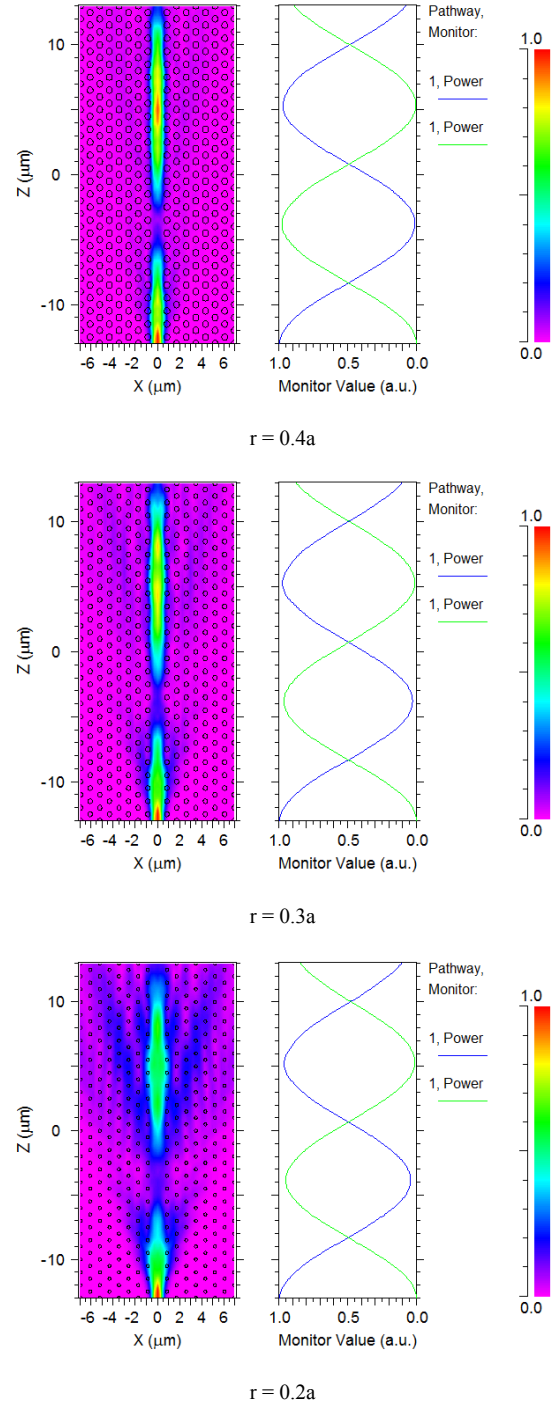 Pathway,
Monitor:
1, Power
1, Power
1.0
0.0
10
0
-10
Z (μm)
-6 -4 -2 0 2 4 6
X (μm)
1.0 0.5 0.0
Monitor Value (a.u.)
r = 0.4a
Pathway,
Monitor:
1, Power
1, Power
1.0
0.0
10
0
-10
Z (μm)
-6 -4 -2 0 2 4 6
X (μm)
1.0 0.5 0.0
Monitor Value (a.u.)
r = 0.3a
Pathway,
Monitor:
1, Power
1, Power
1.0
0.0
10
0
-10
Z (μm)
-6 -4 -2 0 2 4 6
X (μm)
1.0 0.5 0.0
Monitor Value (a.u.)
r = 0.2a